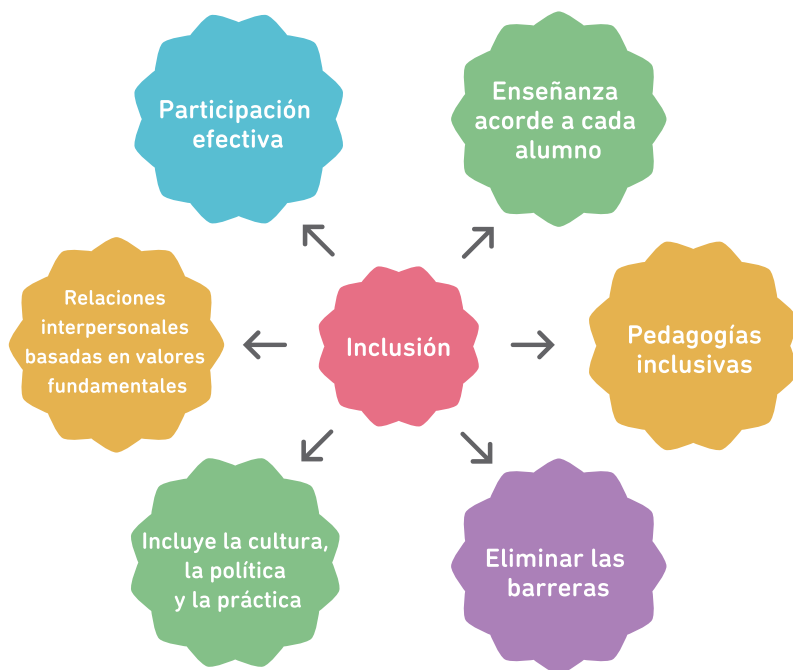 Participación
efectiva
Enseñanza
acorde a cada
alumno
Relaciones
interpersonales
basadas en valores
fundamentales
Inclusión
Pedagogías
inclusivas
Incluye la cultura,
la política
y la práctica
Eliminar las
barreras